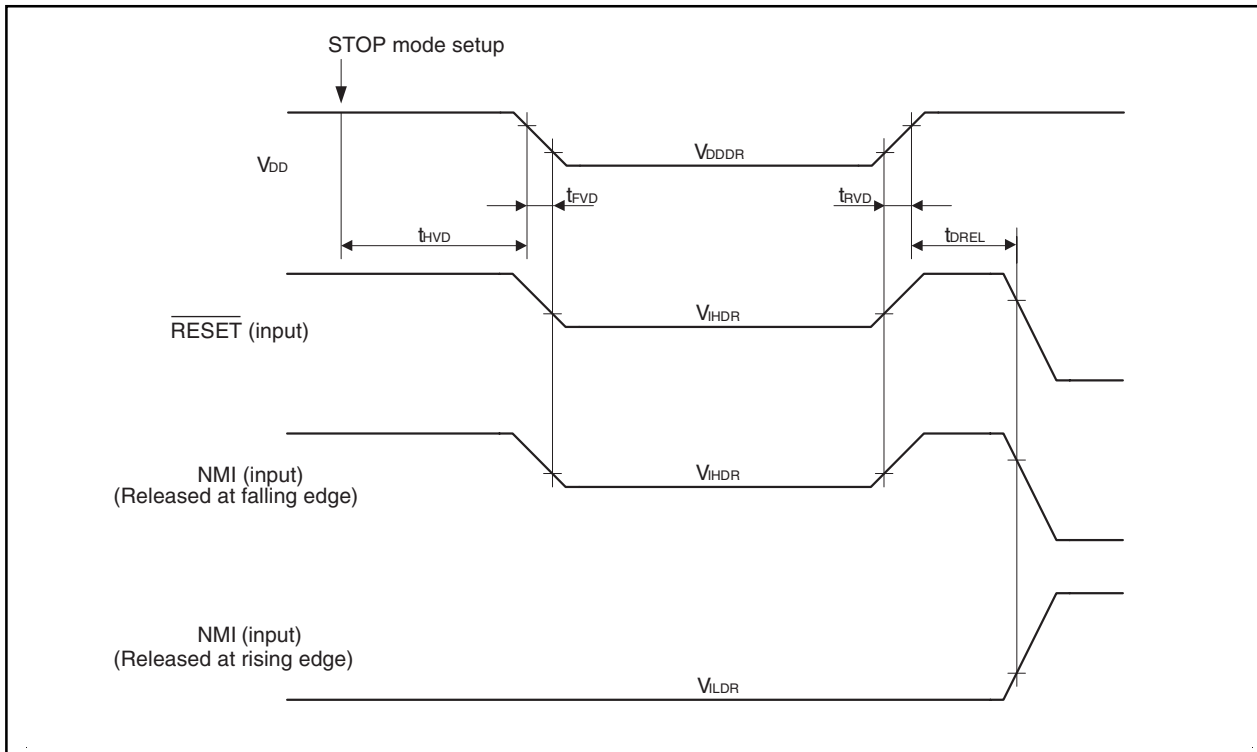 STOP mode setup
VDD
VDDDR
tFVD
tRVD
tHVD
tDREL
RESET (input)
VIHDR
NMI (input)
(Released at falling edge)
VIHDR
NMI (input)
(Released at rising edge)
VILDR